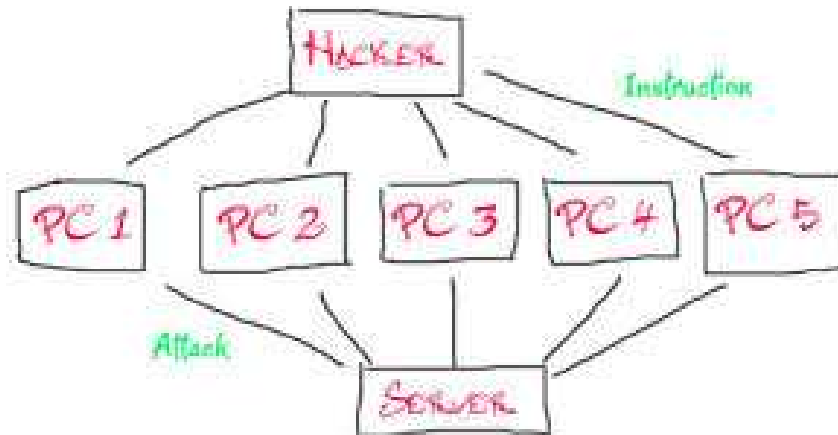 HACKER
Instruction
PC 1
PC 2
PC 3
PC 4
PC 5
Attack
SERVER